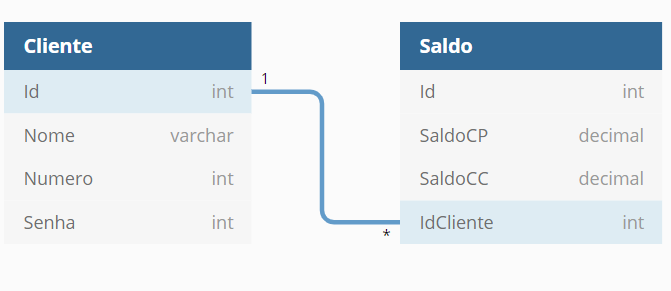 Cliente
Id int
Nome varchar
Numero int
Senha int
1
*
Saldo
Id int
SaldoCP decimal
SaldoCC decimal
IdCliente int